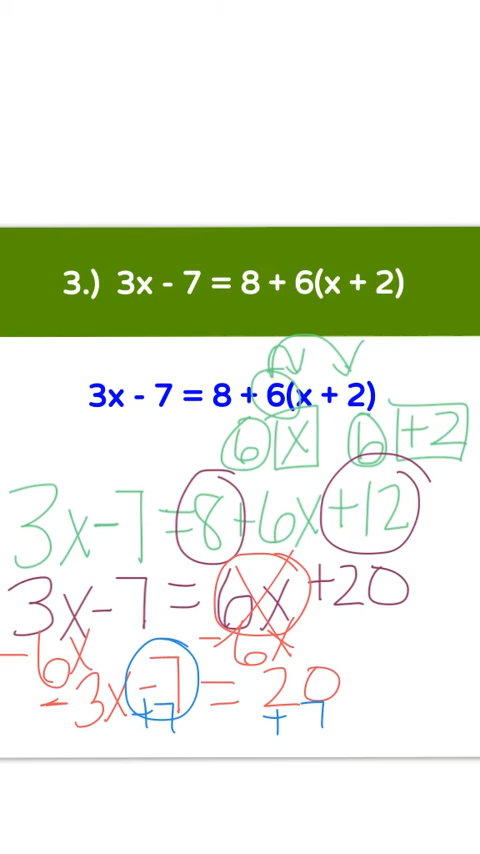 3.) 3x - 7 = 8 + 6(x + 2)
3x - 7 = 8 + 6(x + 2)
6 x 6 +2
3x-7 = 8+6x+12
3x-7 = 6x +20
-6x -6x
-3x-7 = 20
+7 +7